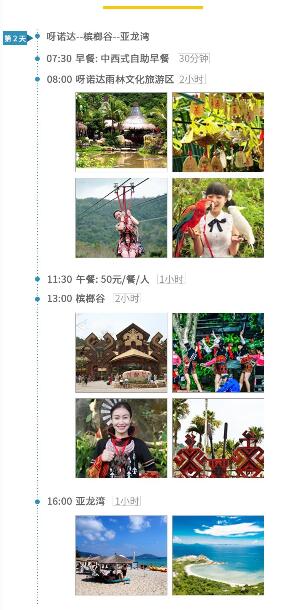 第2天
呀诺达--槟榔谷--亚龙湾
07:30 早餐: 中西式自助早餐 30分钟
08:00 呀诺达雨林文化旅游区 2小时
11:30 午餐: 50元/餐/人 1小时
13:00 槟榔谷 2小时
16:00 亚龙湾 1小时